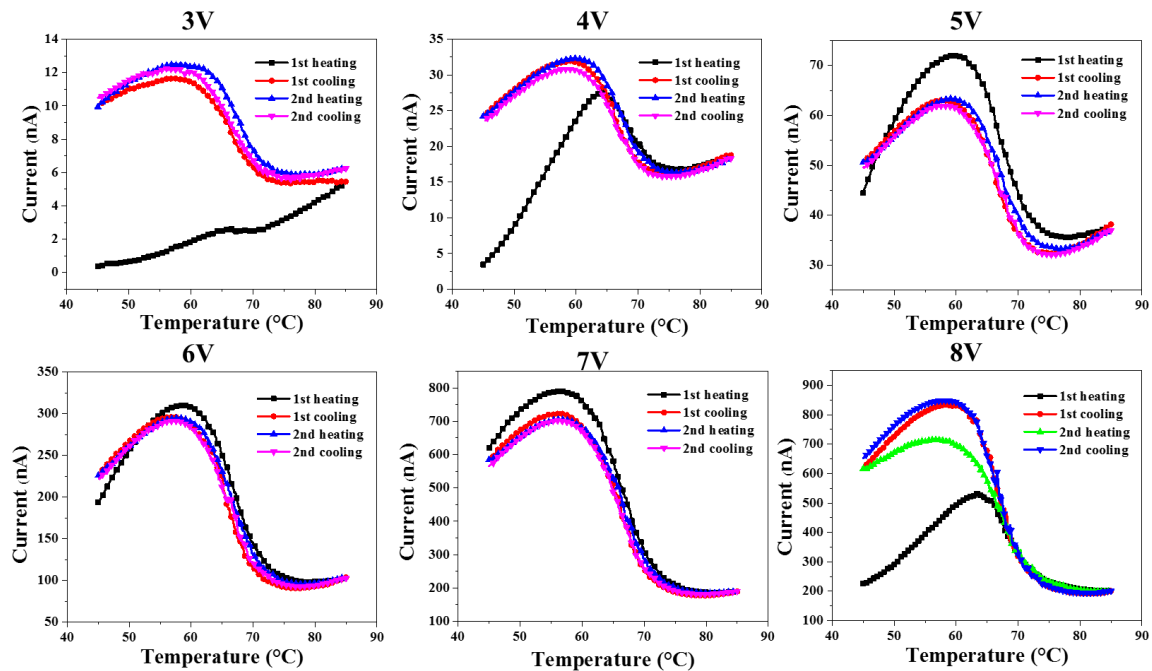 3V
14
12
10
8
6
4
2
0
40 50 60 70 80 90
Current (nA)
Temperature (°C)
1st heating
1st cooling
2nd heating
2nd cooling
4V
35
30
25
20
15
10
5
0
40 50 60 70 80 90
Current (nA)
Temperature (°C)
1st heating
1st cooling
2nd heating
2nd cooling
5V
70
60
50
40
30
40 50 60 70 80 90
Current (nA)
Temperature (°C)
1st heating
1st cooling
2nd heating
2nd cooling
6V
350
300
250
200
150
100
50
40 50 60 70 80 90
Current (nA)
Temperature (°C)
1st heating
1st cooling
2nd heating
2nd cooling
7V
800
700
600
500
400
300
200
100
40 50 60 70 80 90
Current (nA)
Temperature (°C)
1st heating
1st cooling
2nd heating
2nd cooling
8V
900
800
700
600
500
400
300
200
100
40 50 60 70 80 90
Current (nA)
Temperature (°C)
1st heating
1st cooling
2nd heating
2nd cooling